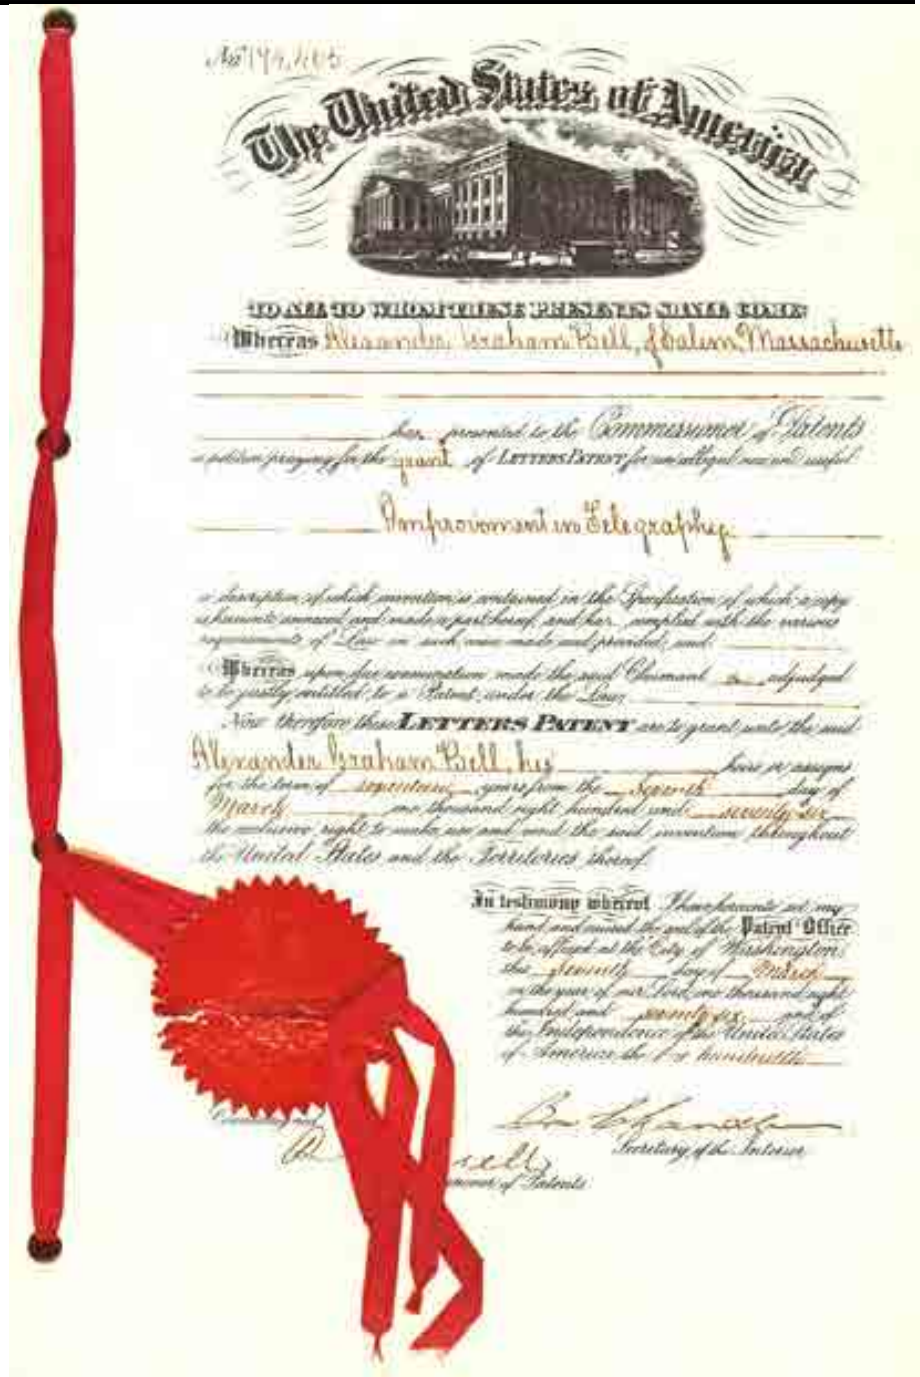 No 174,465
The United States of America
TO ALL TO WHOM THESE PRESENTS SHALL COME:
Whereas Alexander Graham Bell, of Salem, Massachusetts
has presented to the Commissioner of Patents
a petition praying for the grant of LETTERS PATENT for an alleged new and useful
Improvement in Telegraphy
a description of which invention is contained in the Specification of which a copy
is hereunto annexed and made a part hereof, and has complied with the various
requirements of Law in such cases made and provided, and
Whereas upon due examination made the said Claimant is adjudged
to be justly entitled to a Patent under the Law.
Now therefore these LETTERS PATENT are to grant unto the said
Alexander Graham Bell, his heirs or assigns
for the term of seventeen years from the seventh day of
March one thousand eight hundred and seventy six
the exclusive right to make, use and vend the said invention throughout
the United States and the Territories thereof.
In testimony whereof I have hereunto set my
hand and caused the seal of the Patent Office
to be affixed at the City of Washington
this seventh day of March
in the year of our Lord one thousand eight
hundred and seventy six and of
the Independence of the United States
of America the hundredth
Secretary of the Interior
of Patents